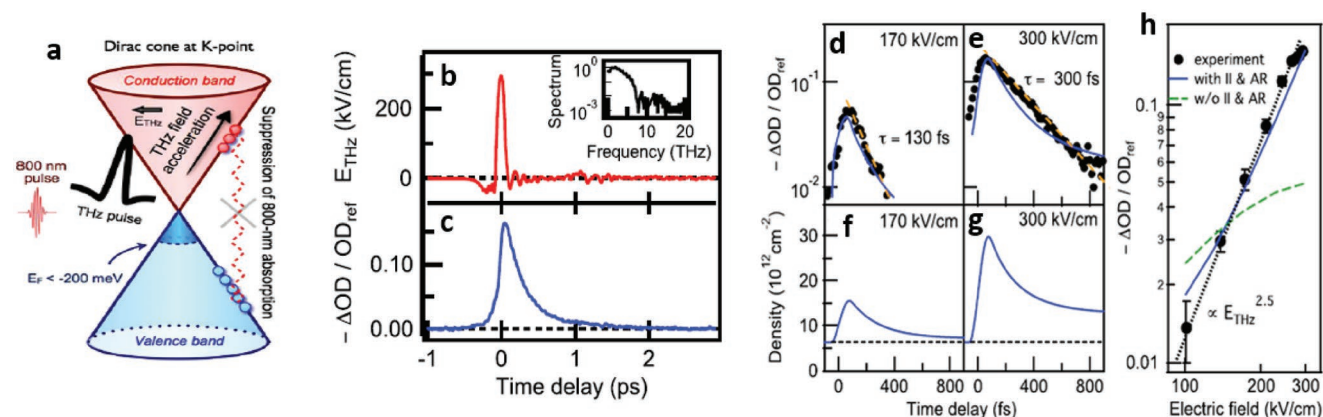 a
Dirac cone at K-point
Conduction band
E_THz
THz field
acceleration
Suppression of 800-nm absorption
800 nm
pulse
THz pulse
E_F < -200 meV
Valence band
b
E_THz (kV/cm)
200
0
Spectrum
10^0
10^-3
0 10 20
Frequency (THz)
c
- ΔOD / OD_ref
0.10
0.00
-1 0 1 2
Time delay (ps)
d
170 kV/cm
- ΔOD / OD_ref
10^-1
10^-2
τ = 130 fs
e
300 kV/cm
τ = 300 fs
f
170 kV/cm
Density (10^12 cm^-2)
30
25
20
15
10
5
0
0 400 800
g
300 kV/cm
0 400 800
Time delay (fs)
h
experiment
with II & AR
w/o II & AR
- ΔOD / OD_ref
0.1
9
8
7
6
5
4
3
2
0.01
∝ E_THz^2.5
100 200 300
Electric field (kV/cm)